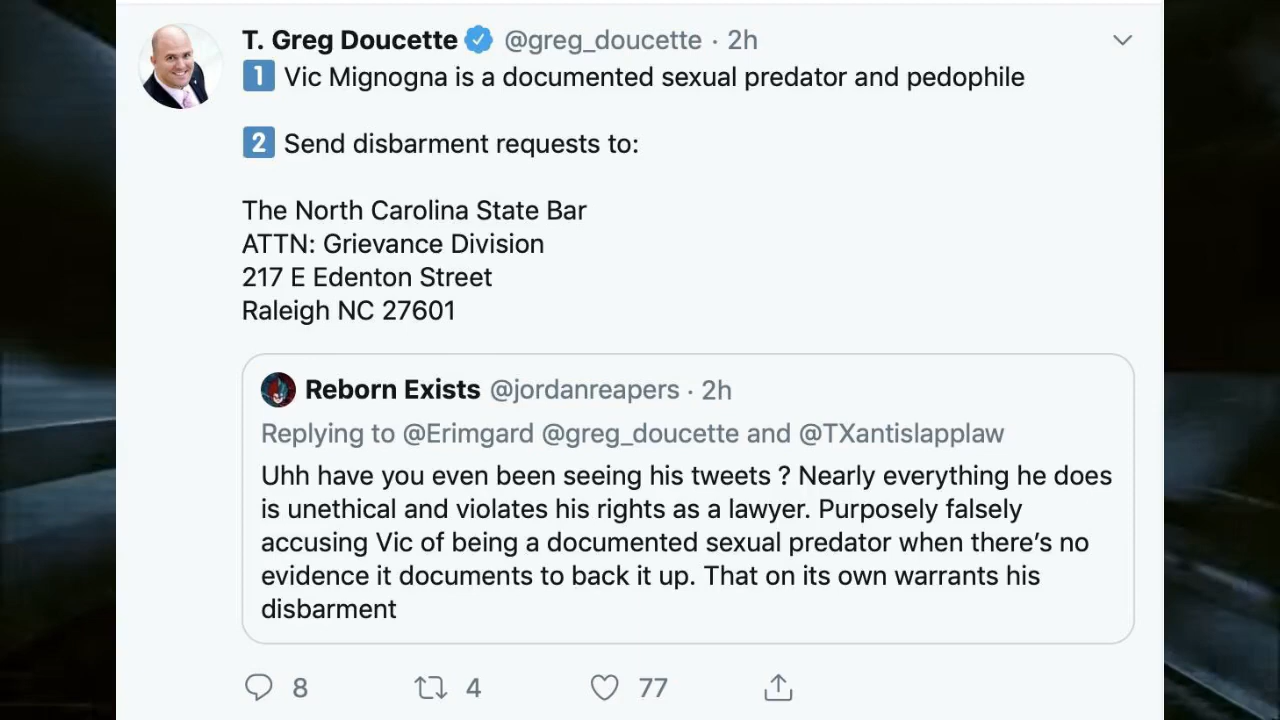 T. Greg Doucette @greg_doucette · 2h
1 Vic Mignogna is a documented sexual predator and pedophile
2 Send disbarment requests to:
The North Carolina State Bar
ATTN: Grievance Division
217 E Edenton Street
Raleigh NC 27601
Reborn Exists @jordanreapers · 2h
Replying to @Erimgard @greg_doucette and @TXantislapplaw
Uhh have you even been seeing his tweets ? Nearly everything he does
is unethical and violates his rights as a lawyer. Purposely falsely
accusing Vic of being a documented sexual predator when there’s no
evidence it documents to back it up. That on its own warrants his
disbarment
8 4 77